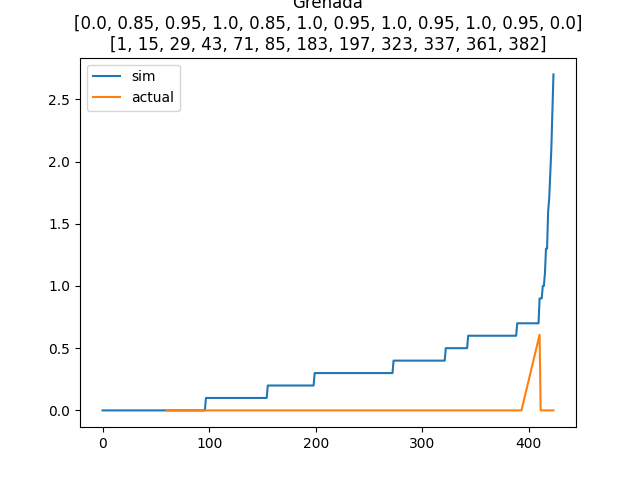 Grenada
[0.0, 0.85, 0.95, 1.0, 0.85, 1.0, 0.95, 1.0, 0.95, 1.0, 0.95, 0.0]
[1, 15, 29, 43, 71, 85, 183, 197, 323, 337, 361, 382]
sim
actual
2.5
2.0
1.5
1.0
0.5
0.0
0 100 200 300 400